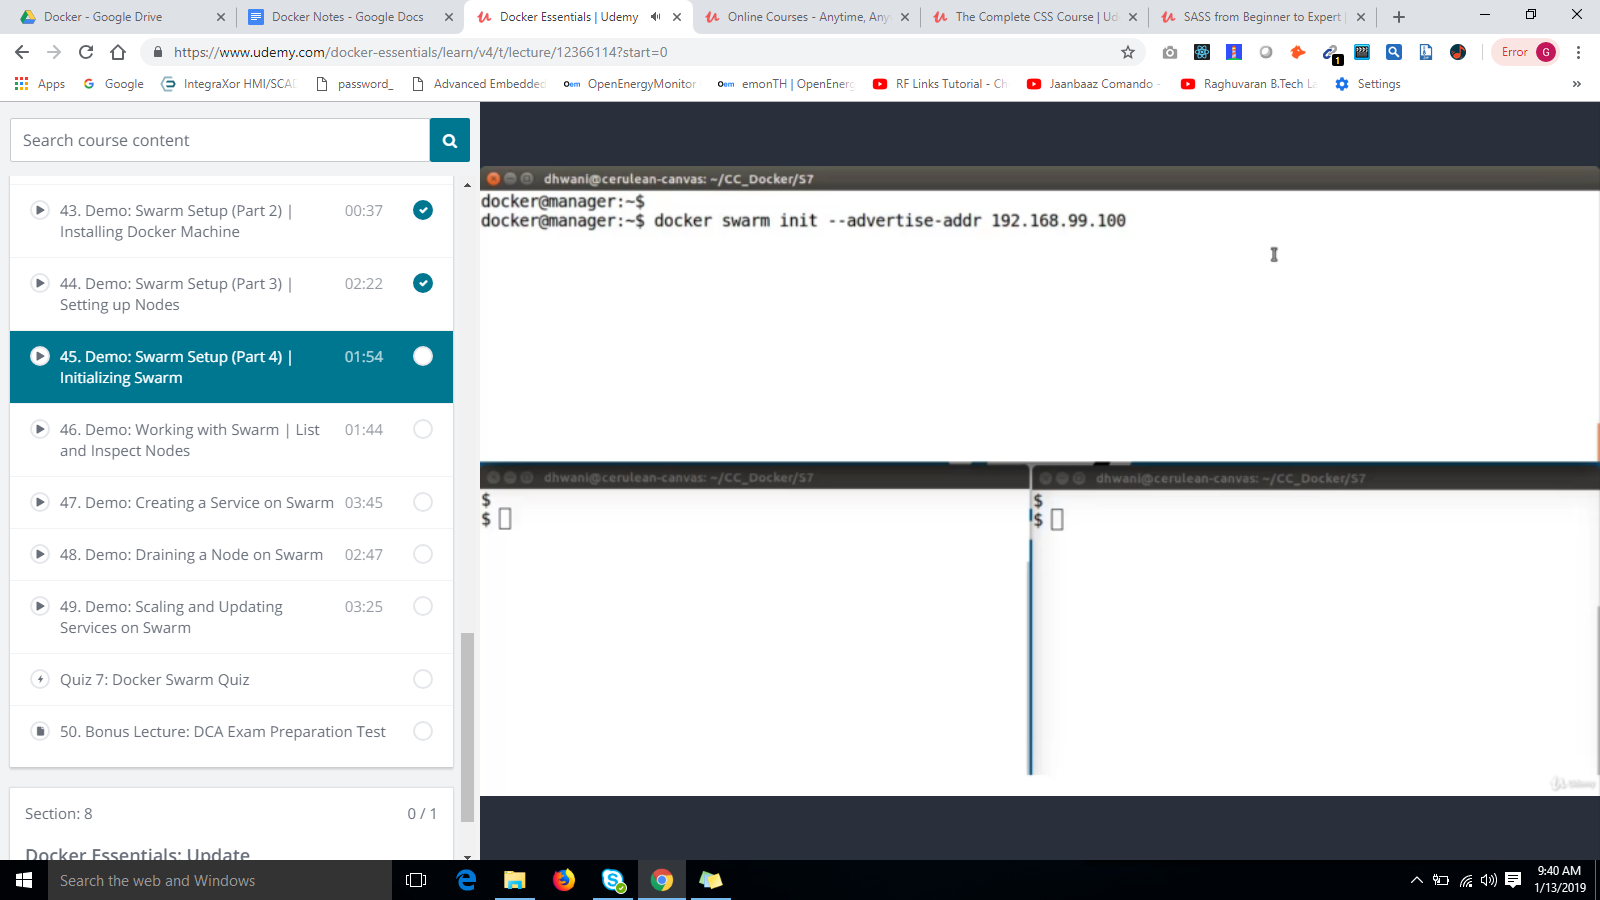 Docker - Google Drive
Docker Notes - Google Docs
Docker Essentials | Udemy
Online Courses - Anytime, Any
The Complete CSS Course | Ud
SASS from Beginner to Expert |
https://www.udemy.com/docker-essentials/learn/v4/t/lecture/12366114?start=0
1
Error
G
Apps
Google
IntegraXor HMI/SCA
password_
Advanced Embedded
Oem
OpenEnergyMonitor
Oem
emonTH | OpenEner
RF Links Tutorial - Ch
Jaanbaaz Comando -
Raghuvaran B.Tech L
Settings
»
Search course content
43. Demo: Swarm Setup (Part 2) |
Installing Docker Machine
00:37
44. Demo: Swarm Setup (Part 3) |
Setting up Nodes
02:22
45. Demo: Swarm Setup (Part 4) |
Initializing Swarm
01:54
46. Demo: Working with Swarm | List
and Inspect Nodes
01:44
47. Demo: Creating a Service on Swarm
03:45
48. Demo: Draining a Node on Swarm
02:47
49. Demo: Scaling and Updating
Services on Swarm
03:25
Quiz 7: Docker Swarm Quiz
50. Bonus Lecture: DCA Exam Preparation Test
Section: 8
0 / 1
Docker Essentials: Update
dhwani@cerulean-canvas: ~/CC_Docker/S7
docker@manager:~$
docker@manager:~$ docker swarm init --advertise-addr 192.168.99.100
dhwani@cerulean-canvas: ~/CC_Docker/S7
$
$
dhwani@cerulean-canvas: ~/CC_Docker/S7
$
$
Udemy
Search the web and Windows
9:40 AM
1/13/2019